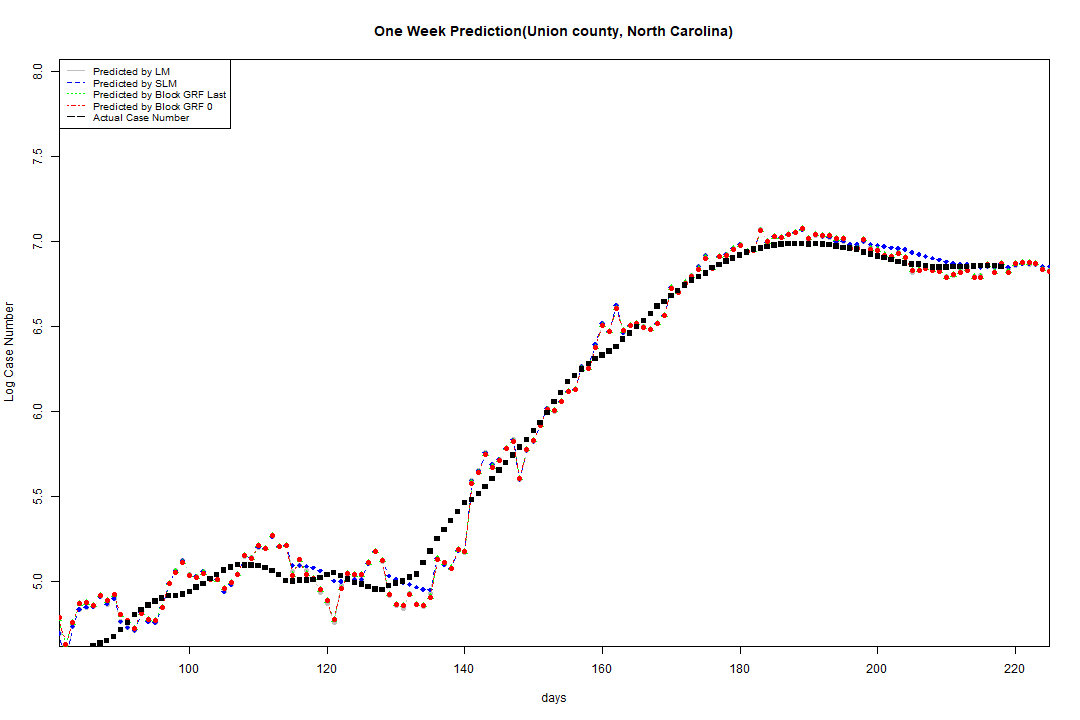 One Week Prediction(Union county, North Carolina)
Predicted by LM
Predicted by SLM
Predicted by Block GRF Last
Predicted by Block GRF 0
Actual Case Number
8.0
7.5
7.0
6.5
6.0
5.5
5.0
Log Case Number
100 120 140 160 180 200 220
days